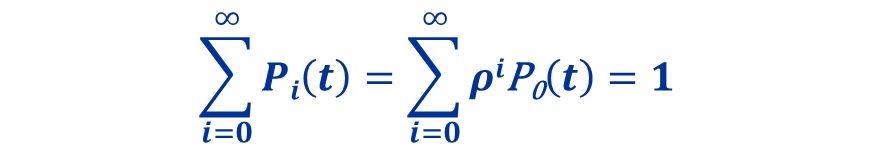 ∑_{i=0}^{∞} P_i(t) = ∑_{i=0}^{∞} ρ^i P_0(t) = 1